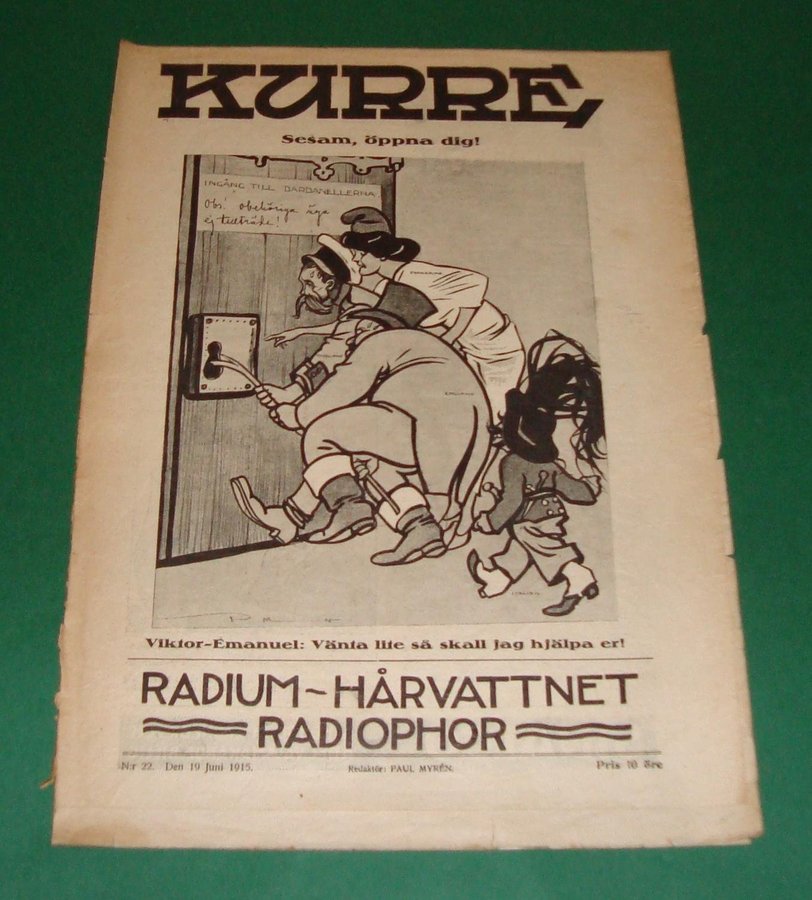 KURRE,
Sesam, öppna dig!
INGÅNG TILL DARDANELLERNA
Obs! obehöriga äga
ej tillträde!
ENGLAND
Viktor-Emanuel: Vänta lite så skall jag hjälpa er!
RADIUM~HÅRVATTNET
RADIOPHOR
N:r 22. Den 19 Juni 1915.
Redaktör: PAUL MYRÉN.
Pris 10 öre